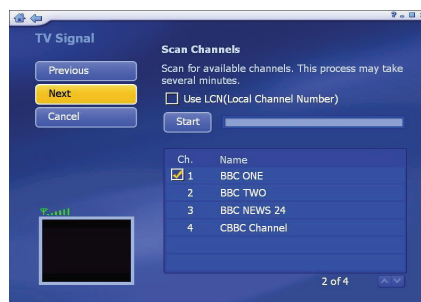 TV Signal
Scan Channels
Previous
Next
Cancel
Scan for available channels. This process may take
several minutes.
Use LCN(Local Channel Number)
Start
Ch. Name
1 BBC ONE
2 BBC TWO
3 BBC NEWS 24
4 CBBC Channel
2 of 4